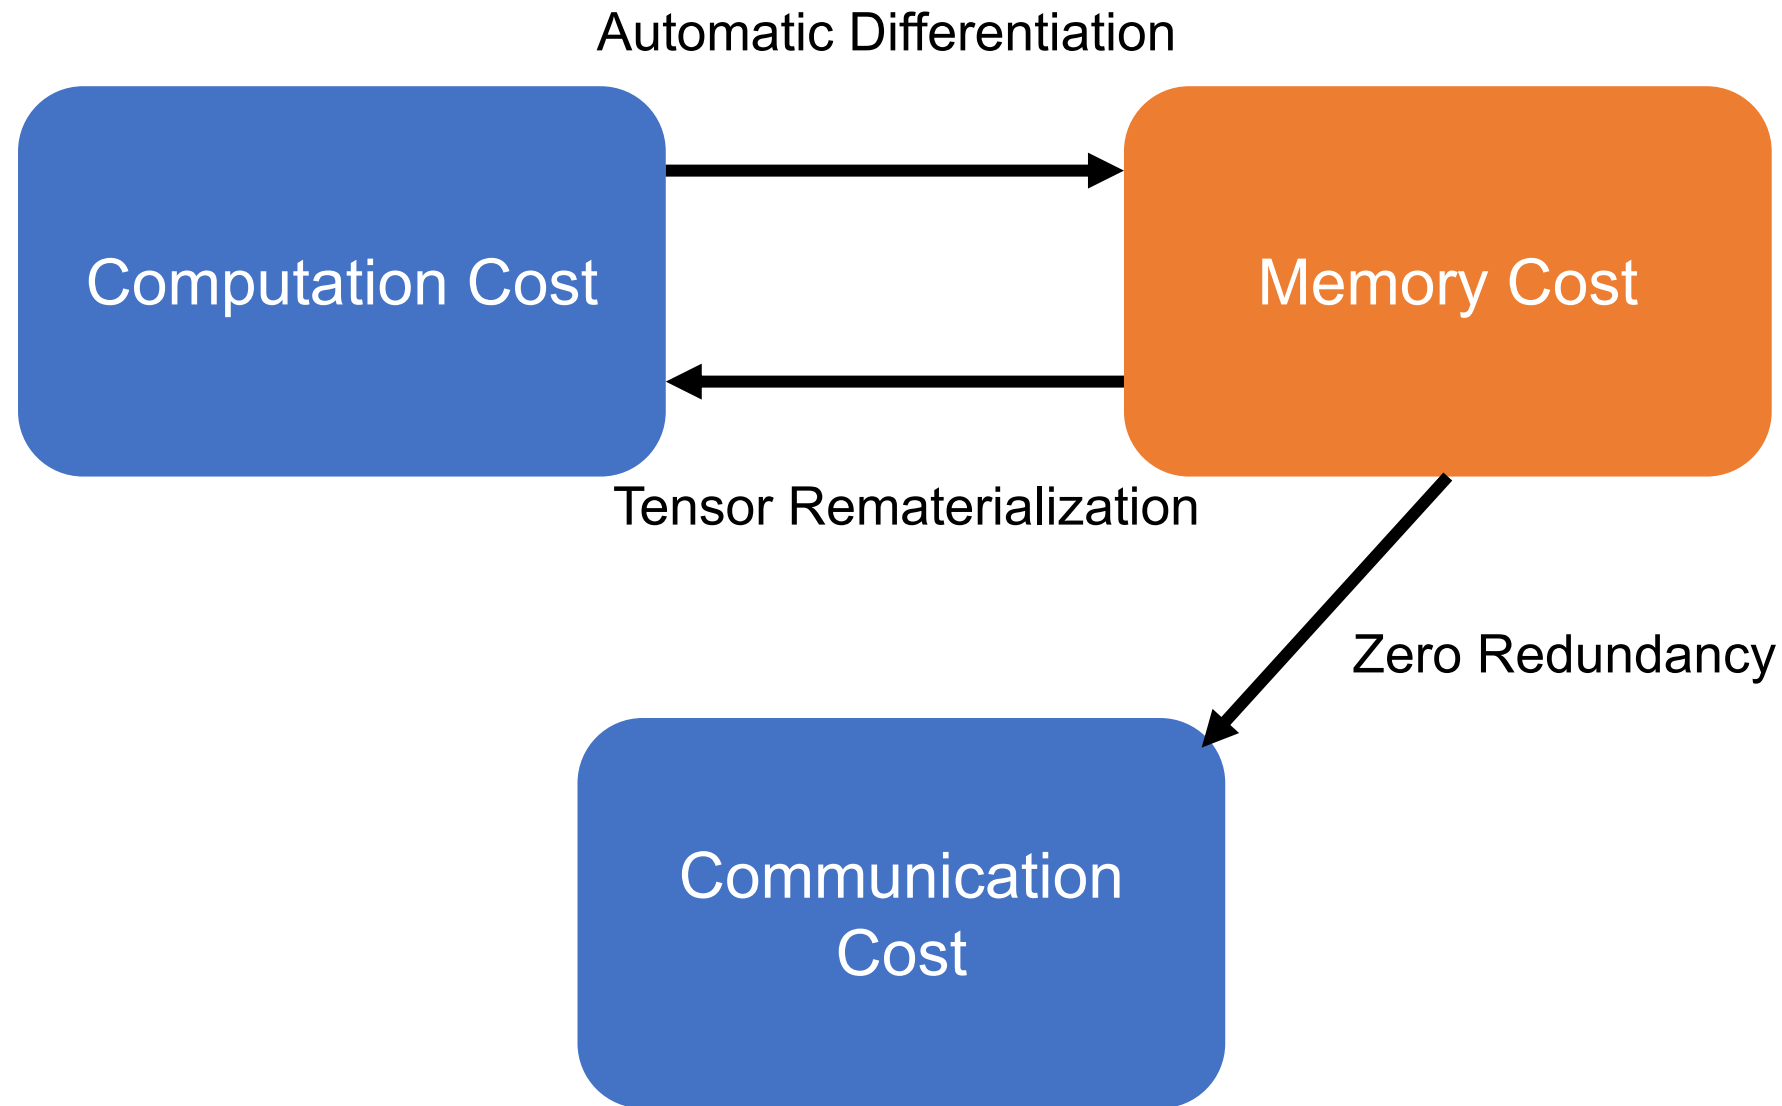 Automatic Differentiation
Computation Cost
Memory Cost
Tensor Rematerialization
Zero Redundancy
Communication
Cost